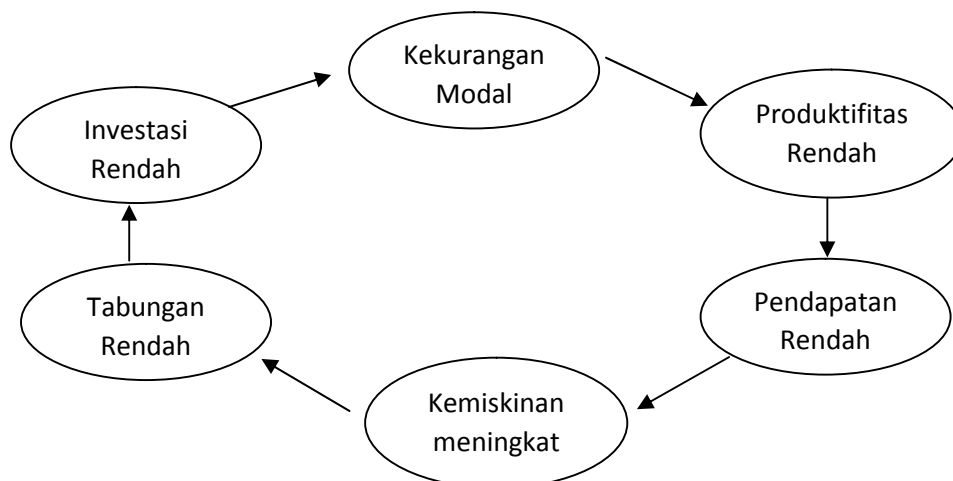 Kekurangan
Modal
Produktifitas
Rendah
Pendapatan
Rendah
Kemiskinan
meningkat
Tabungan
Rendah
Investasi
Rendah